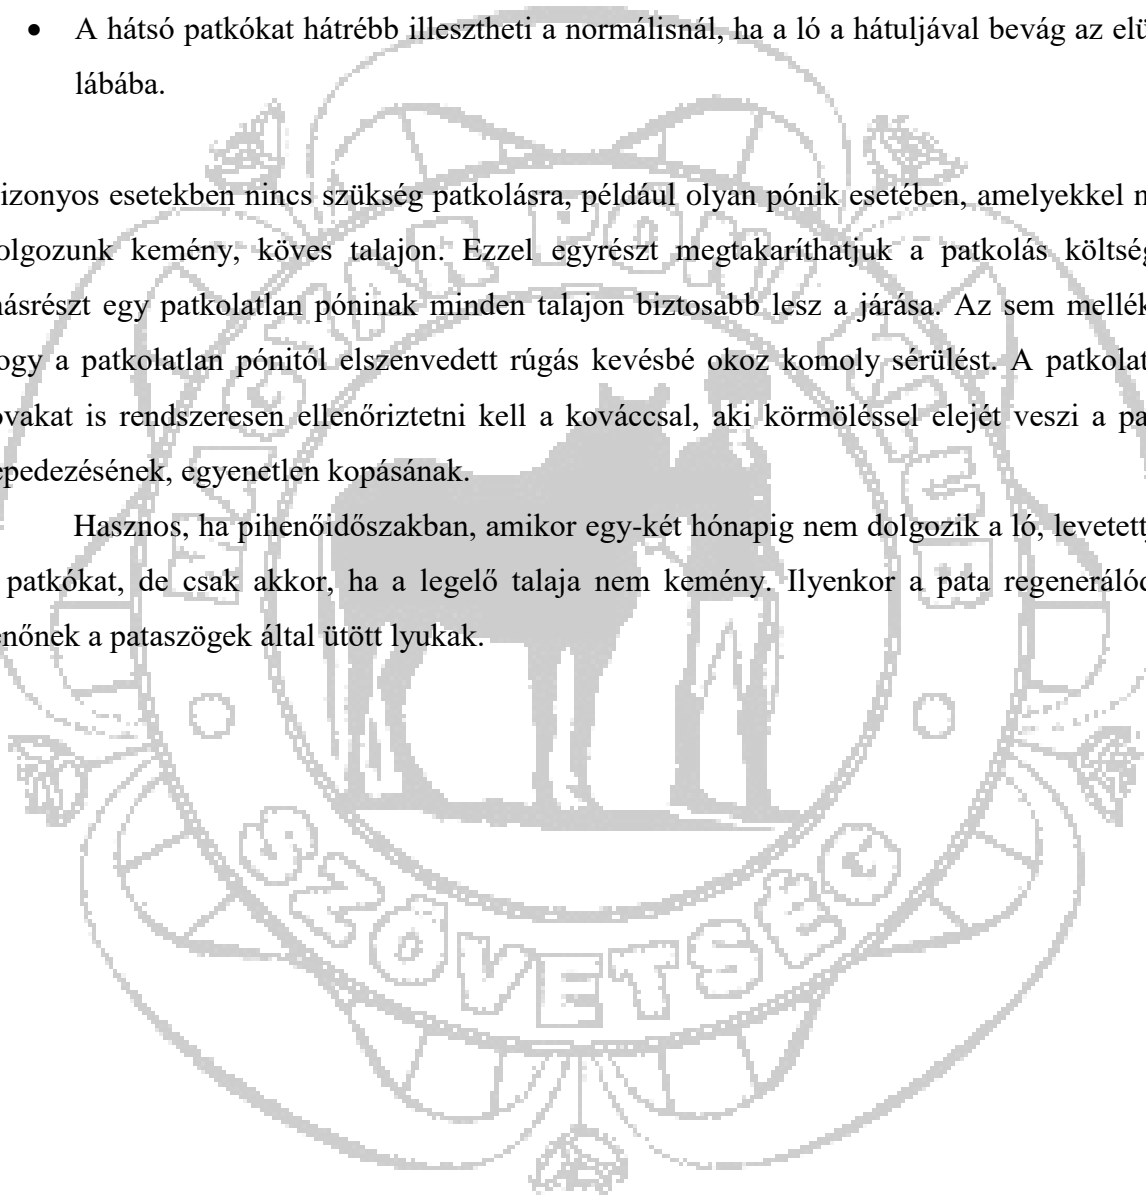 • A hátsó patkókat hátrébb illesztheti a normálisnál, ha a ló a hátuljával bevág az elü
lábába.
izonyos esetekben nincs szükség patkolásra, például olyan pónik esetében, amelyekkel n
olgozunk kemény, köves talajon. Ezzel egyrészt megtakaríthatjuk a patkolás költség
násrészt egy patkolatlan póninak minden talajon biztosabb lesz a járása. Az sem mellék
ogy a patkolatlan pónitól elszenvedett rúgás kevésbé okoz komoly sérülést. A patkolat
ovakat is rendszeresen ellenőriztetni kell a kováccsal, aki körmöléssel elejét veszi a pa
epedezésének, egyenetlen kopásának.
Hasznos, ha pihenőidőszakban, amikor egy-két hónapig nem dolgozik a ló, levetett
patkókat, de csak akkor, ha a legelő talaja nem kemény. Ilyenkor a pata regenerálód
enőnek a pataszögek által ütött lyukak.
PONY
SZÖVETSÉG